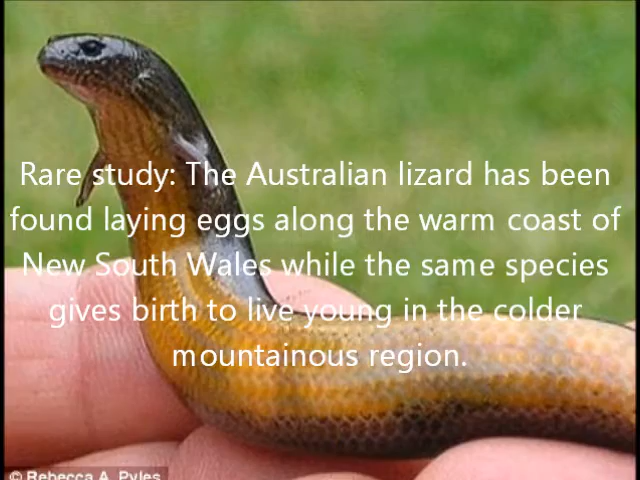 Rare study: The Australian lizard has been
found laying eggs along the warm coast of
New South Wales while the same species
gives birth to live young in the colder
mountainous region.
© Rebecca A. Pyles